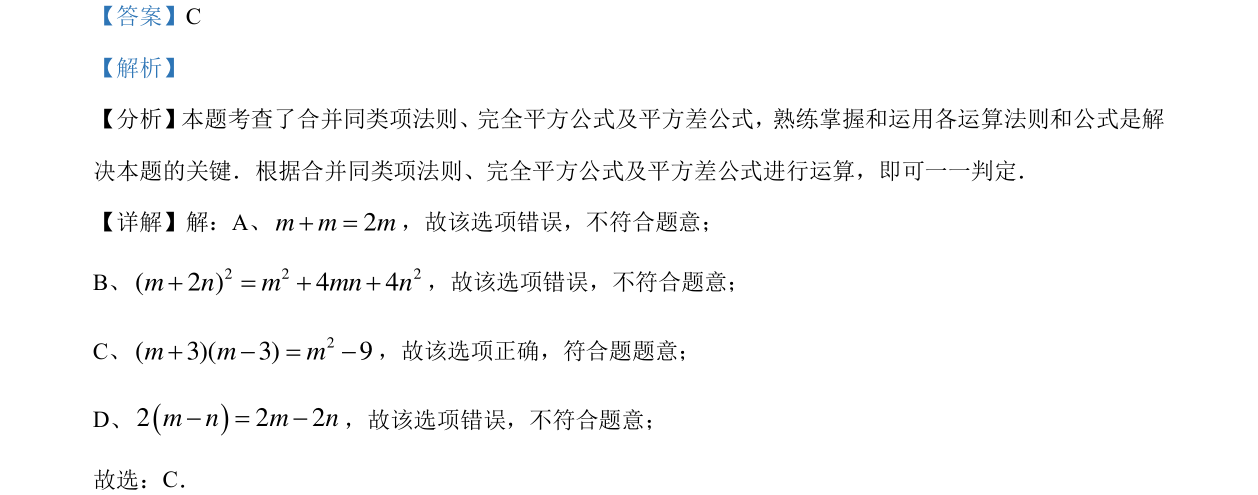 【答案】C
【解析】
【分析】本题考查了合并同类项法则、完全平方公式及平方差公式，熟练掌握和运用各运算法则和公式是解
决本题的关键．根据合并同类项法则、完全平方公式及平方差公式进行运算，即可一一判定．
【详解】解：A、m+m=2m，故该选项错误，不符合题意；
B、(m+2n)²=m²+4mn+4n²，故该选项错误，不符合题意；
C、(m+3)(m−3)=m²−9，故该选项正确，符合题题意；
D、2(m−n)=2m−2n，故该选项错误，不符合题意；
故选：C．